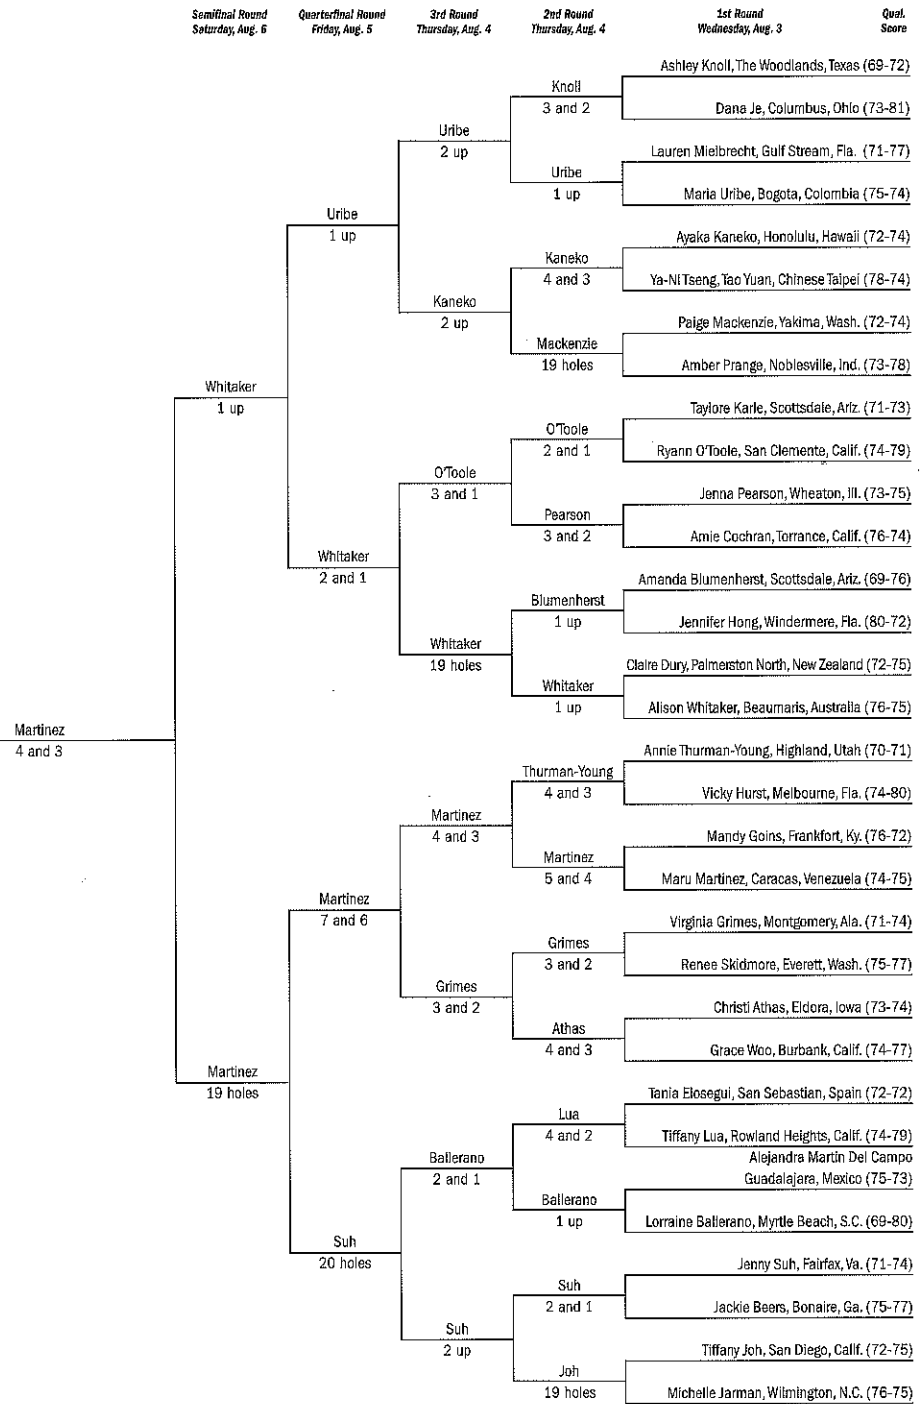 Semifinal Round Quarterfinal Round 3rd Round 2nd Round 1st Round Qual.
Saturday, Aug. 6 Friday, Aug. 5 Thursday, Aug. 4 Thursday, Aug. 4 Wednesday, Aug. 3 Score
Ashley Knoll, The Woodlands, Texas (69-72)
Knoll
3 and 2
Dana Je, Columbus, Ohio (73-81)
Uribe
2 up
Lauren Mielbrecht, Gulf Stream, Fla. (71-77)
Uribe
1 up
Maria Uribe, Bogota, Colombia (75-74)
Uribe
1 up
Ayaka Kaneko, Honolulu, Hawaii (72-74)
Kaneko
4 and 3
Ya-Ni Tseng, Tao Yuan, Chinese Taipei (78-74)
Kaneko
2 up
Paige Mackenzie, Yakima, Wash. (72-74)
Mackenzie
19 holes
Amber Prange, Noblesville, Ind. (73-78)
Whitaker
1 up
Taylore Karle, Scottsdale, Ariz. (71-73)
O'Toole
2 and 1
Ryann O'Toole, San Clemente, Calif. (74-79)
O'Toole
3 and 1
Jenna Pearson, Wheaton, Ill. (73-75)
Pearson
3 and 2
Amie Cochran, Torrance, Calif. (76-74)
Whitaker
2 and 1
Amanda Blumenherst, Scottsdale, Ariz. (69-76)
Blumenherst
1 up
Jennifer Hong, Windermere, Fla. (80-72)
Whitaker
19 holes
Claire Dury, Palmerston North, New Zealand (72-75)
Whitaker
1 up
Alison Whitaker, Beaumaris, Australia (76-75)
Martinez
4 and 3
Annie Thurman-Young, Highland, Utah (70-71)
Thurman-Young
4 and 3
Vicky Hurst, Melbourne, Fla. (74-80)
Martinez
4 and 3
Mandy Goins, Frankfort, Ky. (76-72)
Martinez
5 and 4
Maru Martinez, Caracas, Venezuela (74-75)
Martinez
7 and 6
Virginia Grimes, Montgomery, Ala. (71-74)
Grimes
3 and 2
Renee Skidmore, Everett, Wash. (75-77)
Grimes
3 and 2
Christi Athas, Eldora, Iowa (73-74)
Athas
4 and 3
Grace Woo, Burbank, Calif. (74-77)
Martinez
19 holes
Tania Elosegui, San Sebastian, Spain (72-72)
Lua
4 and 2
Tiffany Lua, Rowland Heights, Calif. (74-79)
Ballerano
2 and 1
Alejandra Martin Del Campo
Guadalajara, Mexico (75-73)
Ballerano
1 up
Lorraine Ballerano, Myrtle Beach, S.C. (69-80)
Suh
20 holes
Jenny Suh, Fairfax, Va. (71-74)
Suh
2 and 1
Jackie Beers, Bonaire, Ga. (75-77)
Suh
2 up
Tiffany Joh, San Diego, Calif. (72-75)
Joh
19 holes
Michelle Jarman, Wilmington, N.C. (76-75)